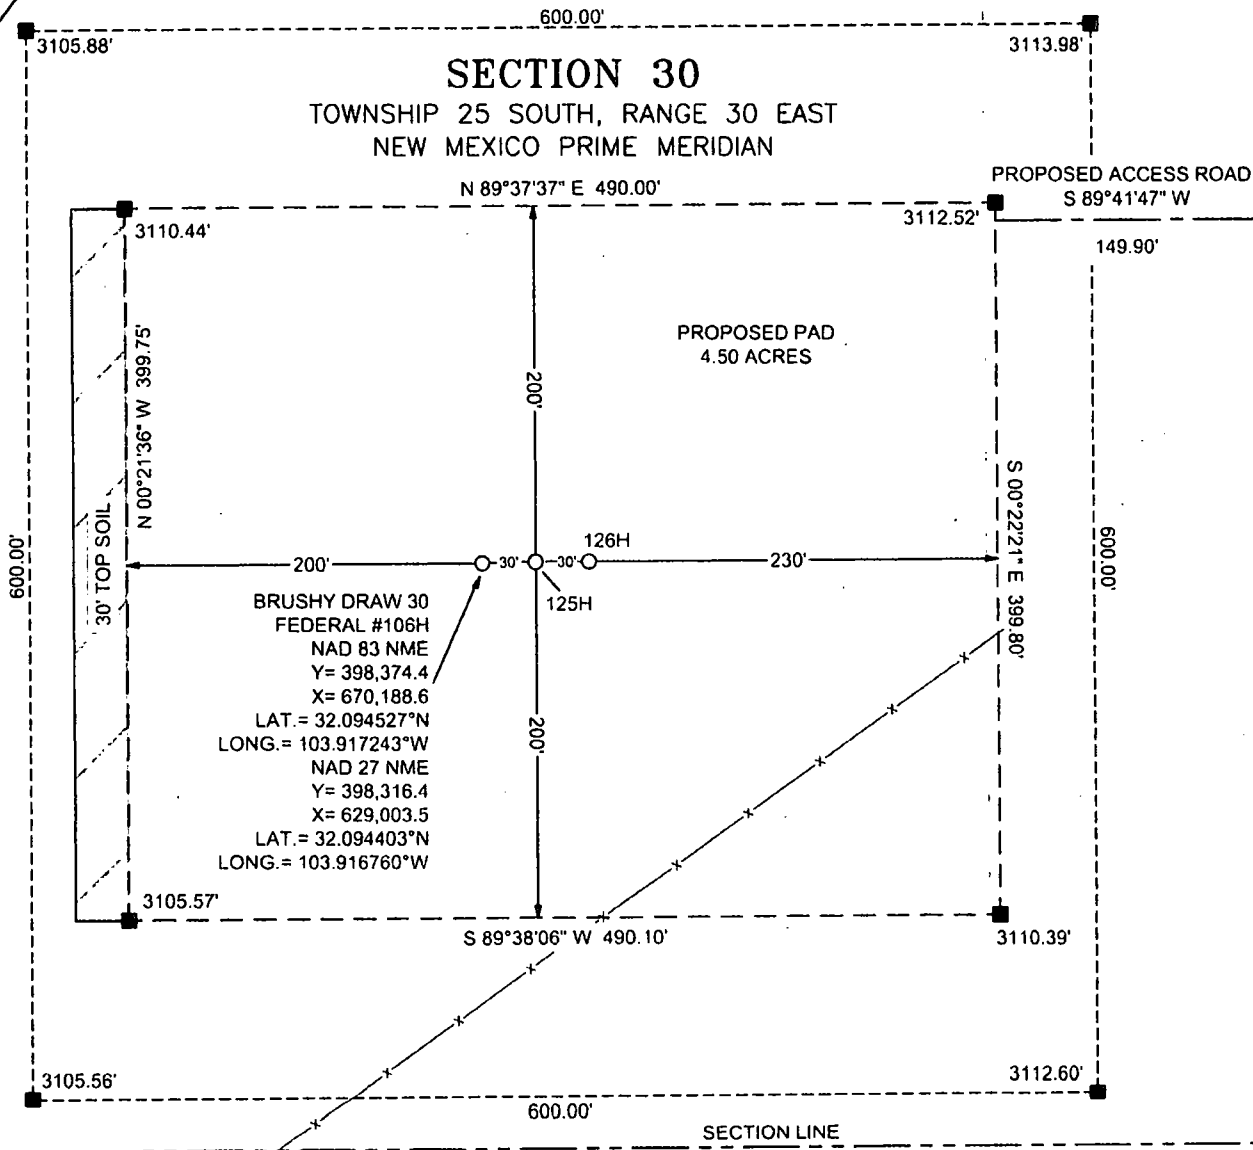 600.00'
3105.88'
3113.98'
SECTION 30
TOWNSHIP 25 SOUTH, RANGE 30 EAST
NEW MEXICO PRIME MERIDIAN
PROPOSED ACCESS ROAD
S 89°41'47" W
149.90'
N 89°37'37" E 490.00'
3110.44'
3112.52'
PROPOSED PAD
4.50 ACRES
N 00°21'36" W 399.75'
200'
30' TOP SOIL
600.00'
S 00°22'21" E 399.80'
600.00'
126H
200'
30'
30'
230'
125H
BRUSHY DRAW 30
FEDERAL #106H
NAD 83 NME
Y= 398,374.4
X= 670,188.6
LAT.= 32.094527°N
LONG.= 103.917243°W
NAD 27 NME
Y= 398,316.4
X= 629,003.5
LAT.= 32.094403°N
LONG.= 103.916760°W
200'
3105.57'
S 89°38'06" W 490.10'
3110.39'
3105.56'
3112.60'
600.00'
SECTION LINE